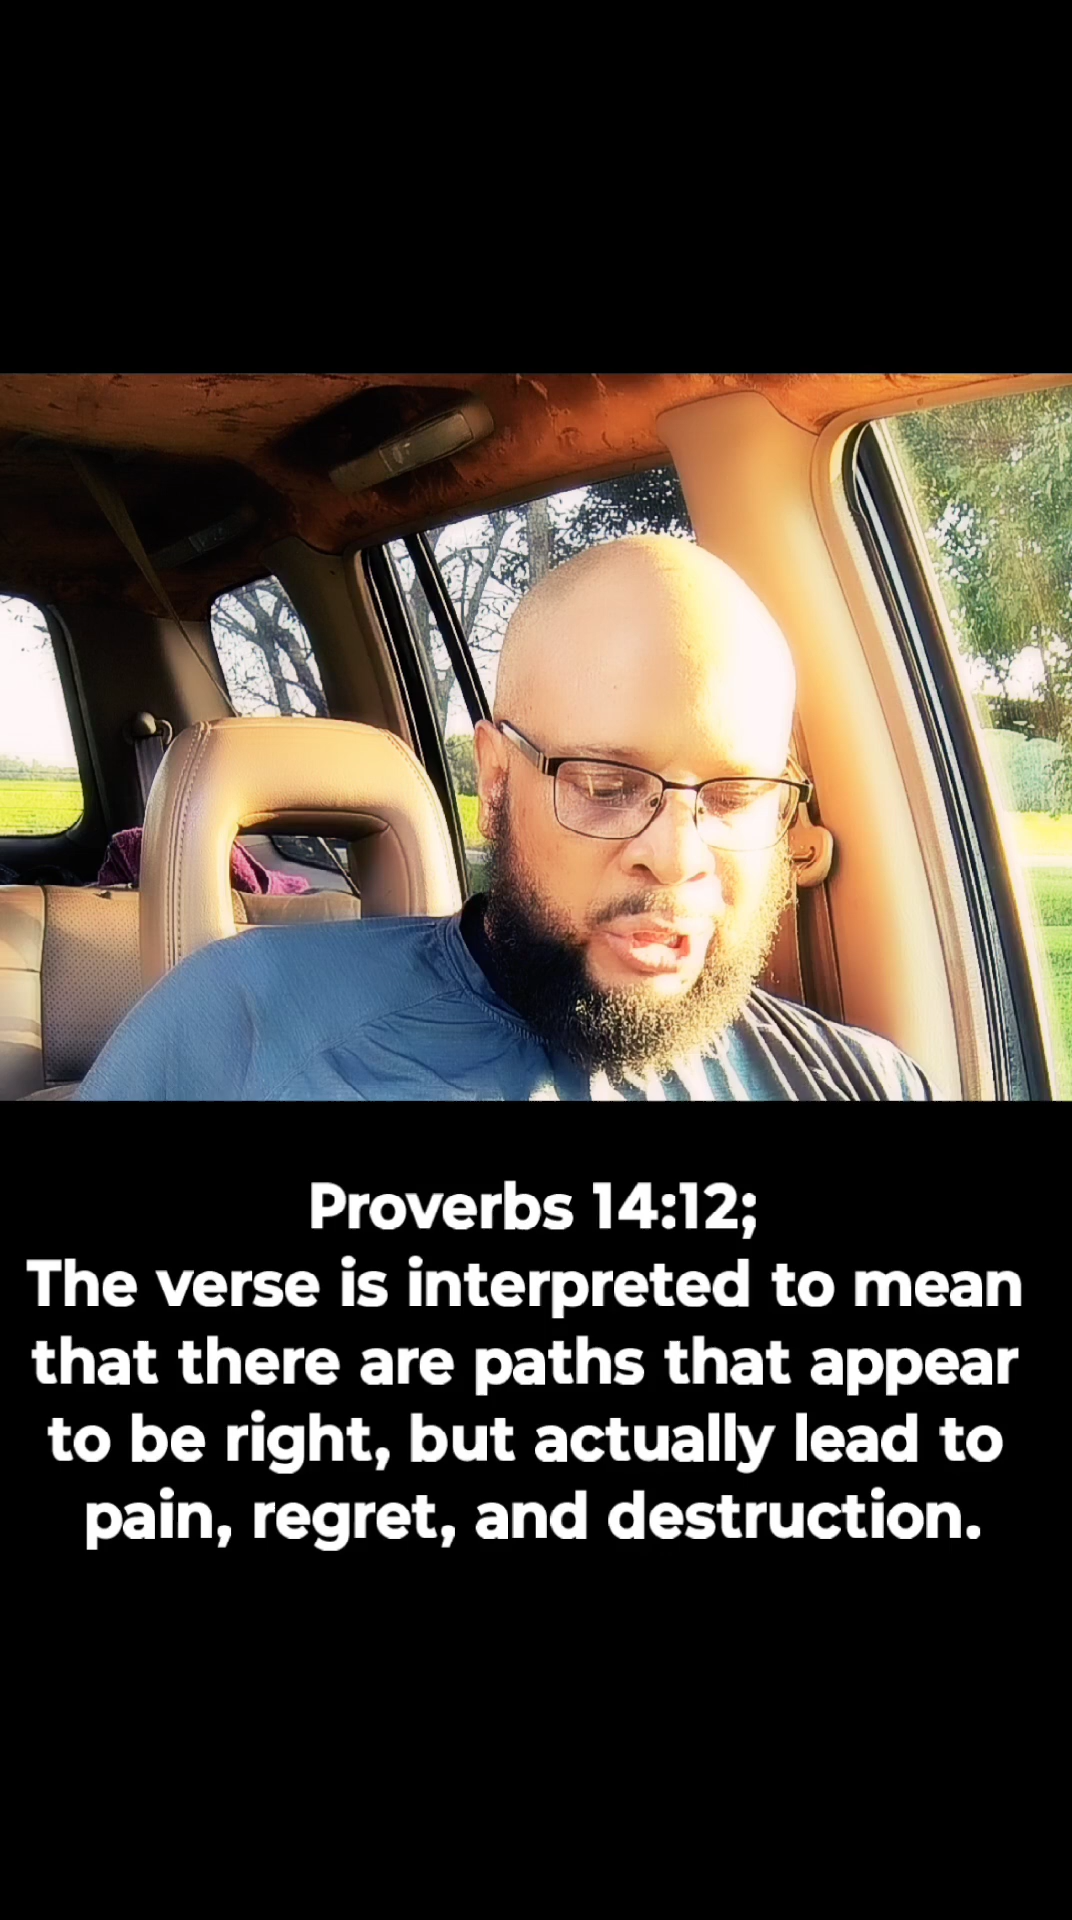 Proverbs 14:12;
The verse is interpreted to mean
that there are paths that appear
to be right, but actually lead to
pain, regret, and destruction.